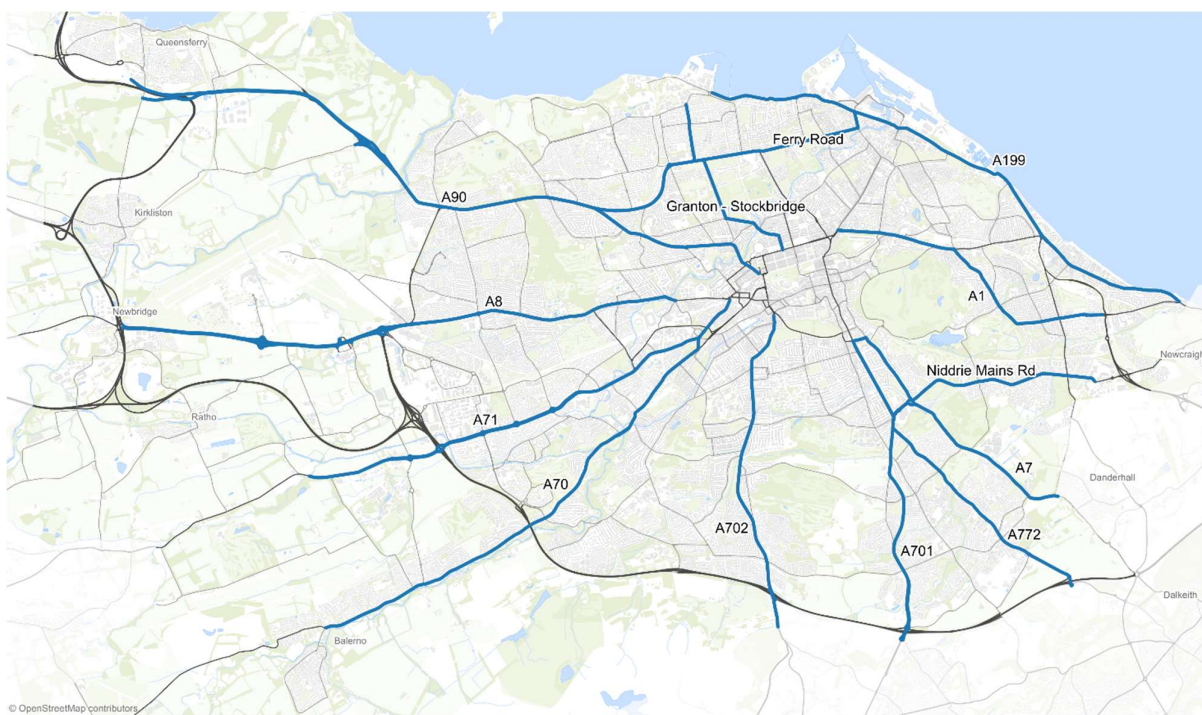 Queensferry
Ferry Road
A199
A90
Granton - Stockbridge
Kirkliston
A8
A1
Newbridge
Newcraigh
Niddrie Mains Rd
Ratho
A71
A70
A7
Danderhall
A702
A772
A701
Dalkeith
Balerno
© OpenStreetMap contributors